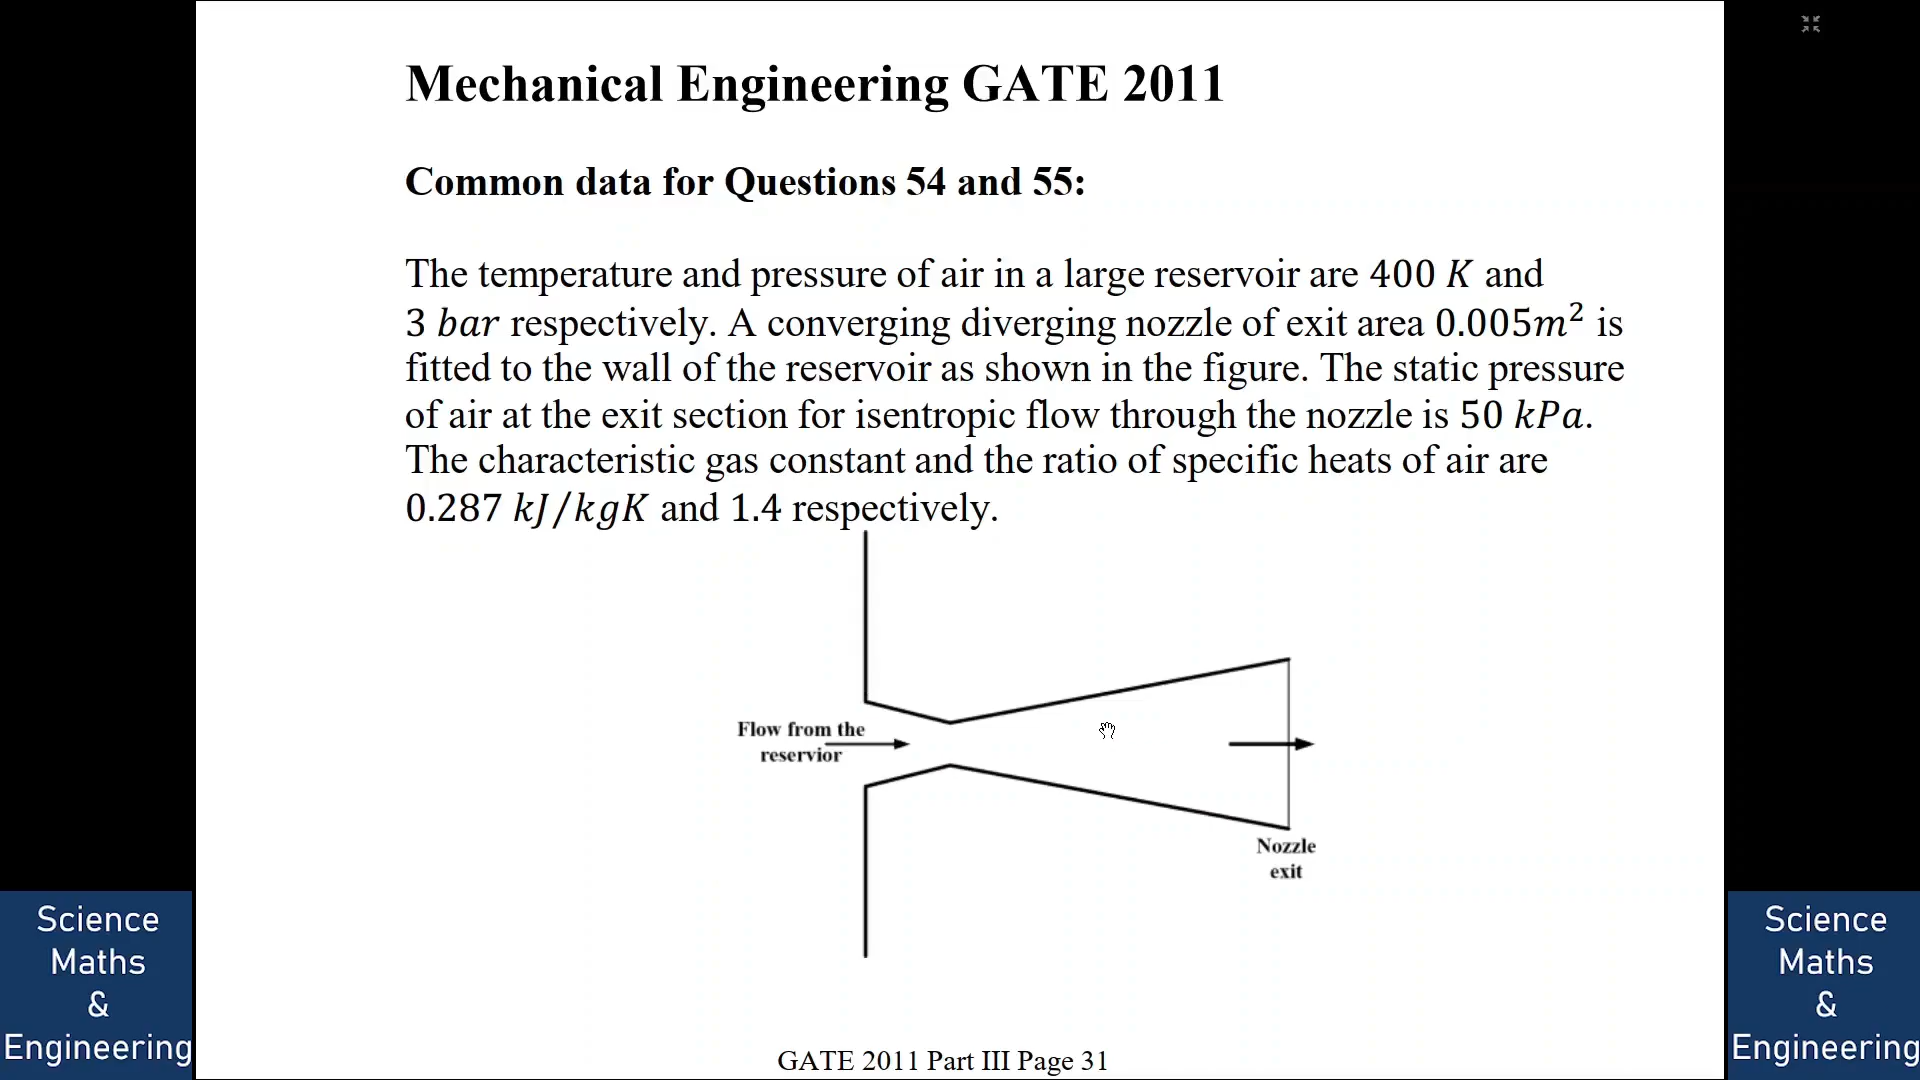 Mechanical Engineering GATE 2011
Common data for Questions 54 and 55:
The temperature and pressure of air in a large reservoir are 400 K and
3 bar respectively. A converging diverging nozzle of exit area 0.005m² is
fitted to the wall of the reservoir as shown in the figure. The static pressure
of air at the exit section for isentropic flow through the nozzle is 50 kPa.
The characteristic gas constant and the ratio of specific heats of air are
0.287 kJ/kgK and 1.4 respectively.
Flow from the
reservior
Nozzle
exit
Science
Maths
&
Engineering
Science
Maths
&
Engineering
GATE 2011 Part III Page 31